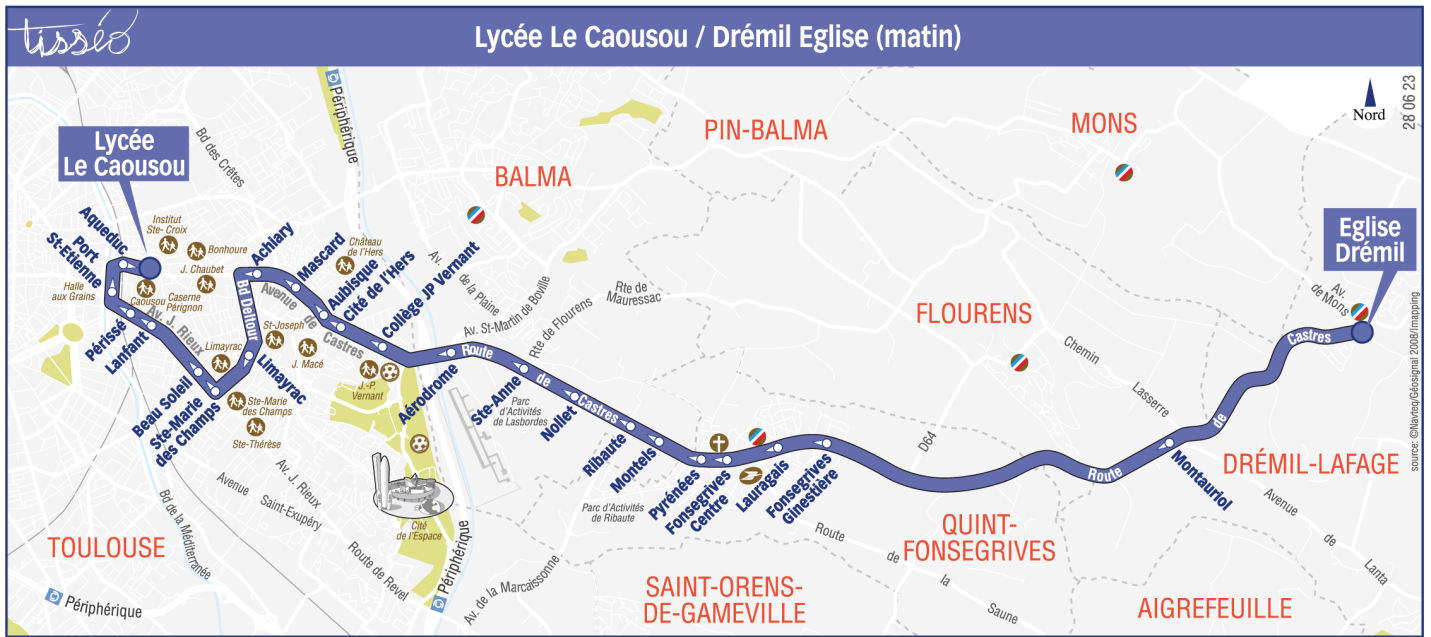 tisséo
Lycée Le Caousou / Drémil Eglise (matin)
Nord
28 06 23
source: ©Navteq/Géosignal 2008/Imapping
Lycée
Le Caousou
Eglise
Drémil
PIN-BALMA
MONS
BALMA
FLOURENS
DRÉMIL-LAFAGE
QUINT-
FONSEGRIVES
AIGREFEUILLE
SAINT-ORENS-
DE-GAMEVILLE
TOULOUSE
Aqueduc
Port
St-Etienne
Périssé
Lanfant
Beau Soleil
Ste-Marie
des Champs
Limayrac
Achiary
Mascard
Aubisque
Cité de l'Hers
Collège JP Vernant
Aérodrome
Ste-Anne
Nollet
Ribaute
Montels
Pyrénées
Fonsegrives
Centre
Lauragais
Fonsegrives
Ginestière
Montauriol
Bd des Crêtes
Périphérique
Institut
Ste- Croix
Bonhoure
J. Chaubet
Caousou
Caserne
Pérignon
Halle
aux Grains
Av. J. Rieux
Bd Deltour
Avenue de Castres
St-Joseph
J. Macé
Limayrac
Ste-Marie
des Champs
Ste-Thérèse
Château
de l'Hers
J.-P.
Vernant
Av. de la Plaine
Av. St-Martin de Boville
Rte de Flourens
Rte de
Mauressac
Route de Castres
Parc
d'Activités
de Lasbordes
Parc d'Activités
de Ribaute
Cité
de l'Espace
Périphérique
Av. de la Marcaissonne
Route de Revel
Av. J. Rieux
Avenue Saint-Exupéry
Bd de la Méditerranée
Périphérique
D64
Chemin Lasserre
Route de la Saune
Route de Castres
Av.
de Mons
Avenue de Lanta